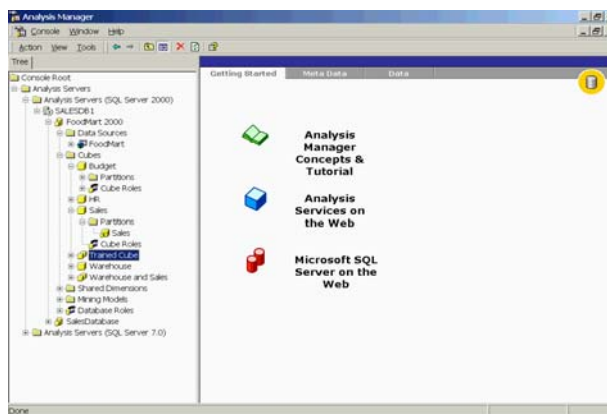 Analysis Manager
Console Window Help
Action View Tools
Tree
Console Root
Analysis Servers
Analysis Servers (SQL Server 2000)
SALESDB1
FoodMart 2000
Data Sources
FoodMart
Cubes
Budget
Partitions
Cube Roles
HR
Sales
Partitions
Sales
Cube Roles
Trained Cube
Warehouse
Warehouse and Sales
Shared Dimensions
Mining Models
Database Roles
SalesDatabase
Analysis Servers (SQL Server 7.0)
Getting Started Meta Data Data
Analysis
Manager
Concepts &
Tutorial
Analysis
Services on
the Web
Microsoft SQL
Server on the
Web
Done